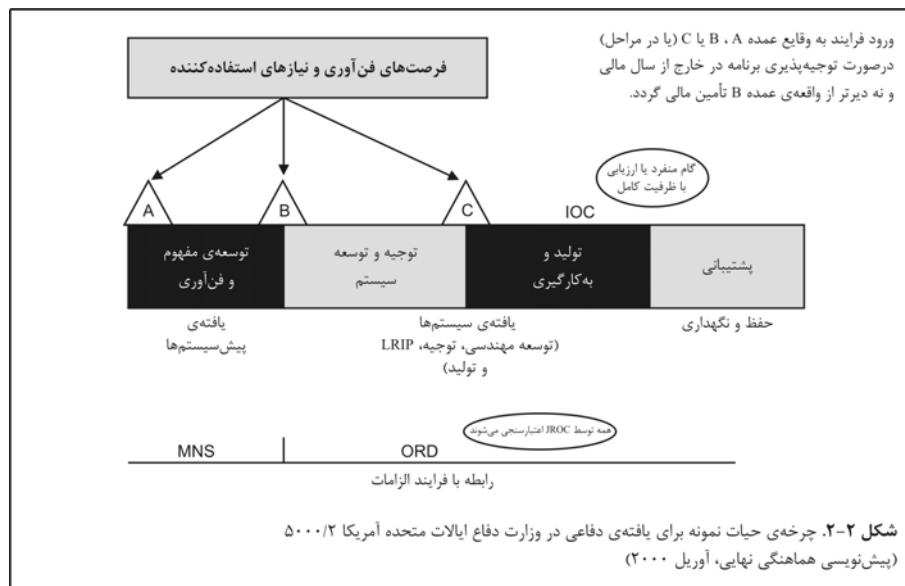 ورود فرایند به وقایع عمده B ، A یا C (یا در مراحل)
درصورت توجیه‌پذیری برنامه در خارج از سال مالی
و نه دیرتر از واقعه‌ی عمده B تأمین مالی گردد.
فرصت‌های فن‌آوری و نیازهای استفاده‌کننده
گام منفرد یا ارزیابی
با ظرفیت کامل
A
B
C
IOC
توسعه‌ی مفهوم
و فن‌آوری
توجیه و توسعه
سیستم
تولید و
به‌کارگیری
پشتیبانی
یافته‌ی
پیش‌سیستم‌ها
یافته‌ی سیستم‌ها
(توسعه مهندسی، توجیه، LRIP
و تولید)
حفظ و نگهداری
همه توسط JROC اعتبارسنجی می‌شوند
MNS
ORD
رابطه با فرایند الزامات
شکل ۲-۲. چرخه‌ی حیات نمونه برای یافته‌ی دفاعی در وزارت دفاع ایالات متحده آمریکا ۵۰۰۰/۲
(پیش‌نویسی هماهنگی نهایی، آوریل ۲۰۰۰)